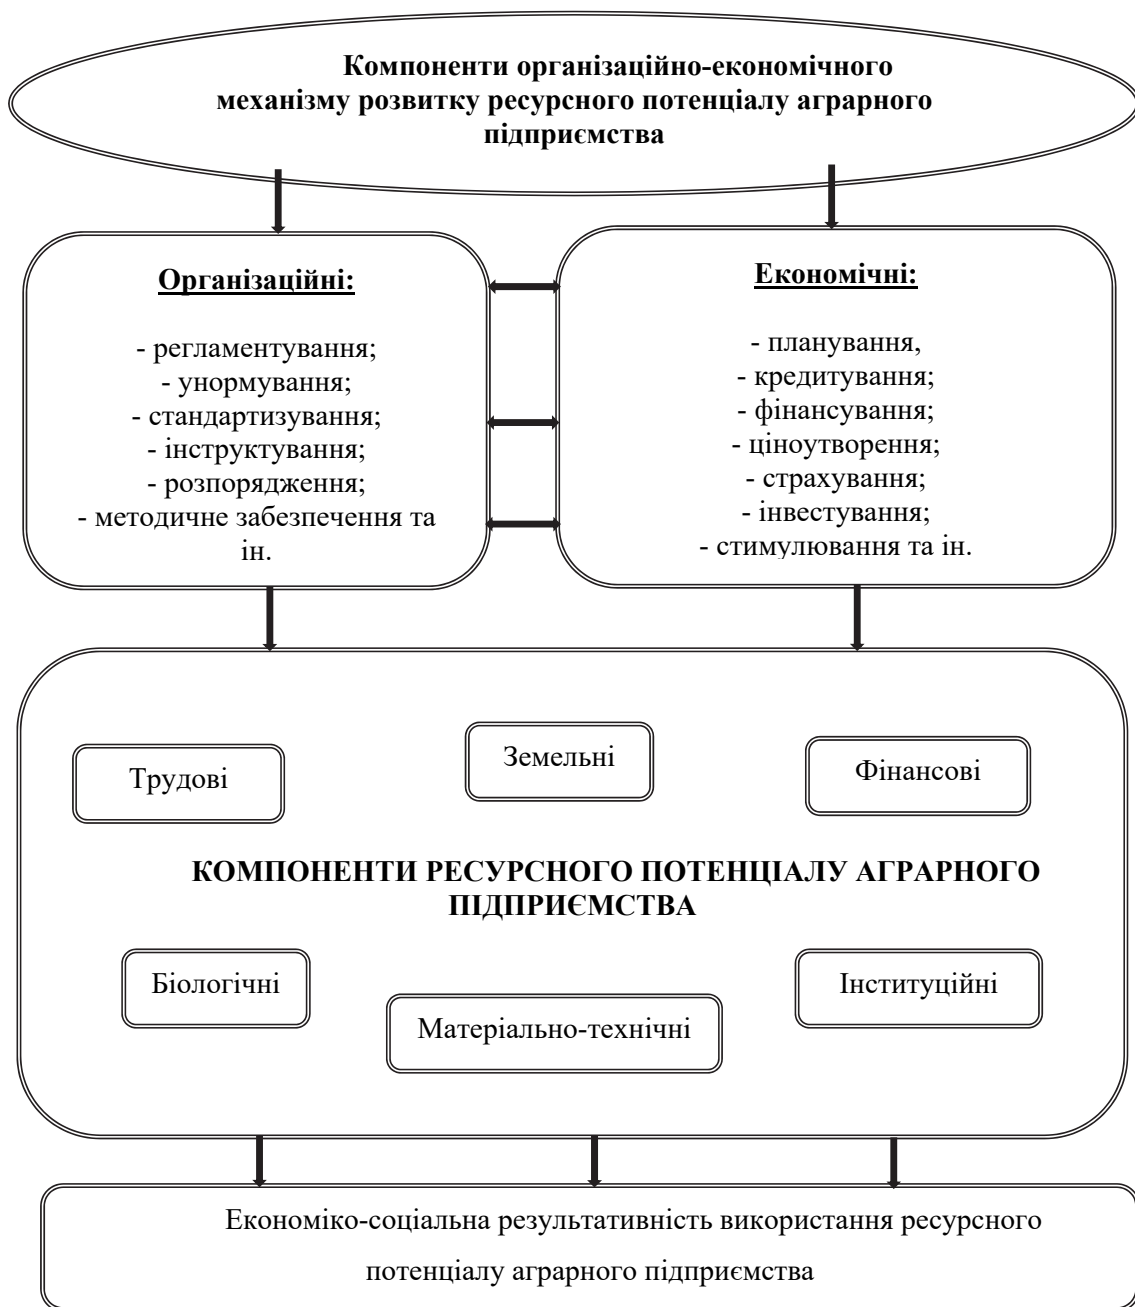 Компоненти організаційно-економічного
механізму розвитку ресурсного потенціалу аграрного
підприємства
Організаційні:
- регламентування;
- унормування;
- стандартизування;
- інструктування;
- розпорядження;
- методичне забезпечення та
ін.
Економічні:
- планування,
- кредитування;
- фінансування;
- ціноутворення;
- страхування;
- інвестування;
- стимулювання та ін.
Трудові
Земельні
Фінансові
КОМПОНЕНТИ РЕСУРСНОГО ПОТЕНЦІАЛУ АГРАРНОГО
ПІДПРИЄМСТВА
Біологічні
Матеріально-технічні
Інституційні
Економіко-соціальна результативність використання ресурсного
потенціалу аграрного підприємства